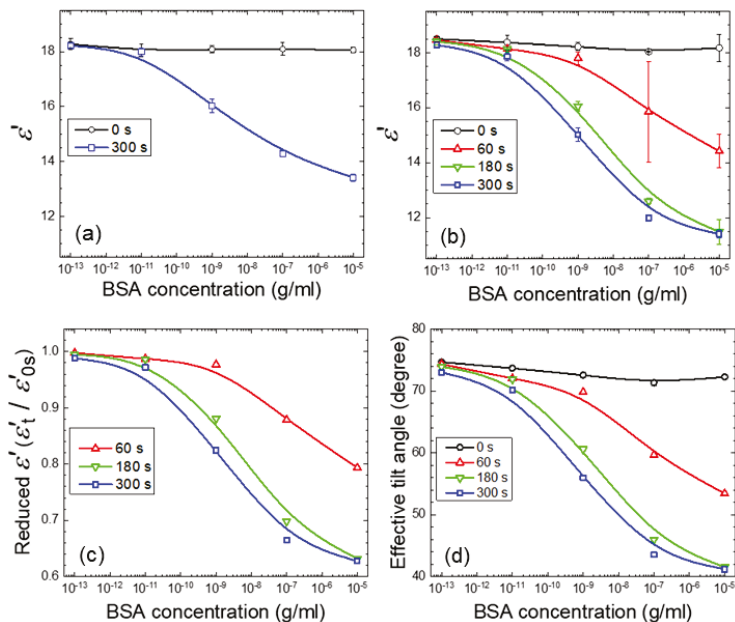 (a)
ε'
18
16
14
12
0 s
300 s
10⁻¹³ 10⁻¹² 10⁻¹¹ 10⁻¹⁰ 10⁻⁹ 10⁻⁸ 10⁻⁷ 10⁻⁶ 10⁻⁵
BSA concentration (g/ml)
(b)
ε'
18
16
14
12
0 s
60 s
180 s
300 s
10⁻¹³ 10⁻¹² 10⁻¹¹ 10⁻¹⁰ 10⁻⁹ 10⁻⁸ 10⁻⁷ 10⁻⁶ 10⁻⁵
BSA concentration (g/ml)
(c)
Reduced ε' (ε't / ε'0s)
1.0
0.9
0.8
0.7
0.6
60 s
180 s
300 s
10⁻¹³ 10⁻¹² 10⁻¹¹ 10⁻¹⁰ 10⁻⁹ 10⁻⁸ 10⁻⁷ 10⁻⁶ 10⁻⁵
BSA concentration (g/ml)
(d)
Effective tilt angle (degree)
80
70
60
50
40
0 s
60 s
180 s
300 s
10⁻¹³ 10⁻¹² 10⁻¹¹ 10⁻¹⁰ 10⁻⁹ 10⁻⁸ 10⁻⁷ 10⁻⁶ 10⁻⁵
BSA concentration (g/ml)